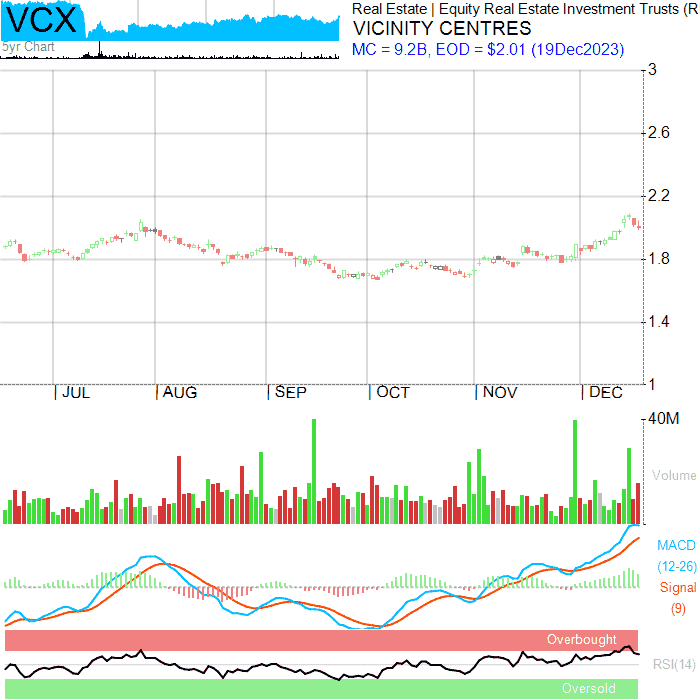 VCX
5yr Chart
Real Estate | Equity Real Estate Investment Trusts (R
VICINITY CENTRES
MC = 9.2B, EOD = $2.01 (19Dec2023)
3
2.6
2.2
1.8
1.4
1
JUL AUG SEP OCT NOV DEC
40M
Volume
MACD
(12-26)
Signal
(9)
Overbought
RSI(14)
Oversold